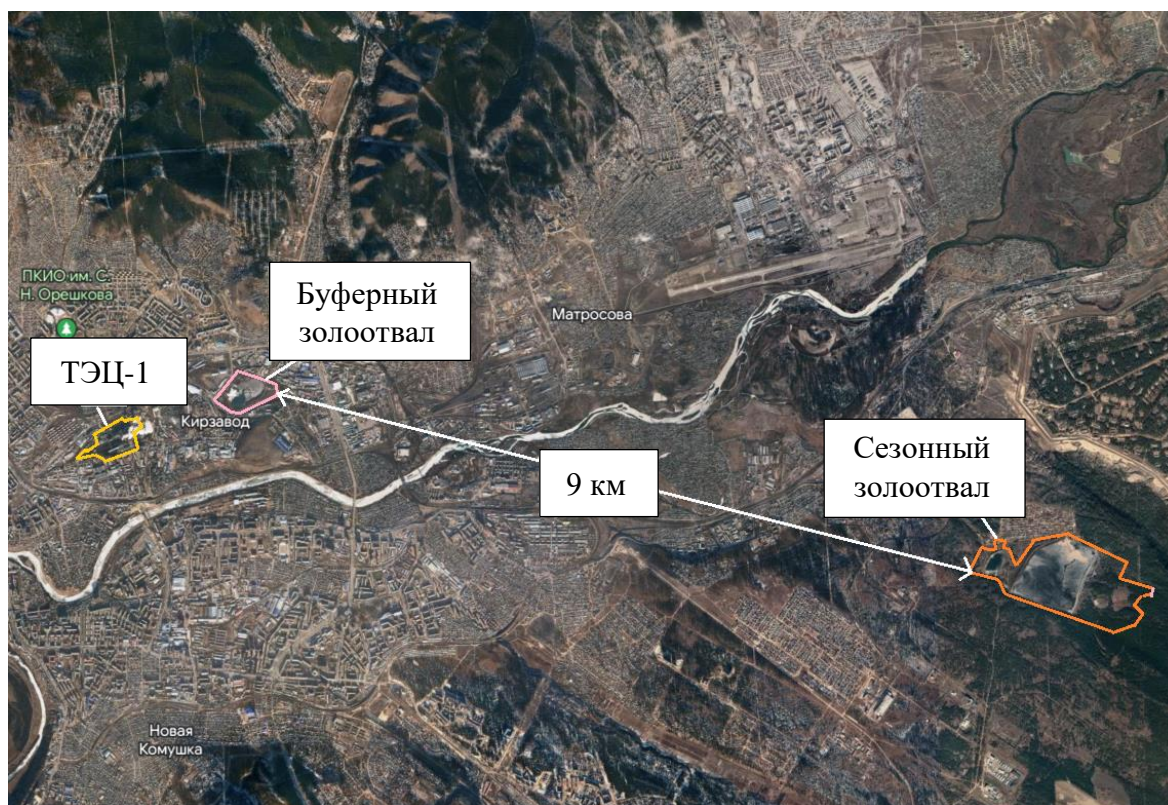 ПКИО им. С.
Н. Орешкова
Буферный
золоотвал
Матросова
ТЭЦ-1
Кирзавод
Сезонный
золоотвал
9 км
Новая
Комушка